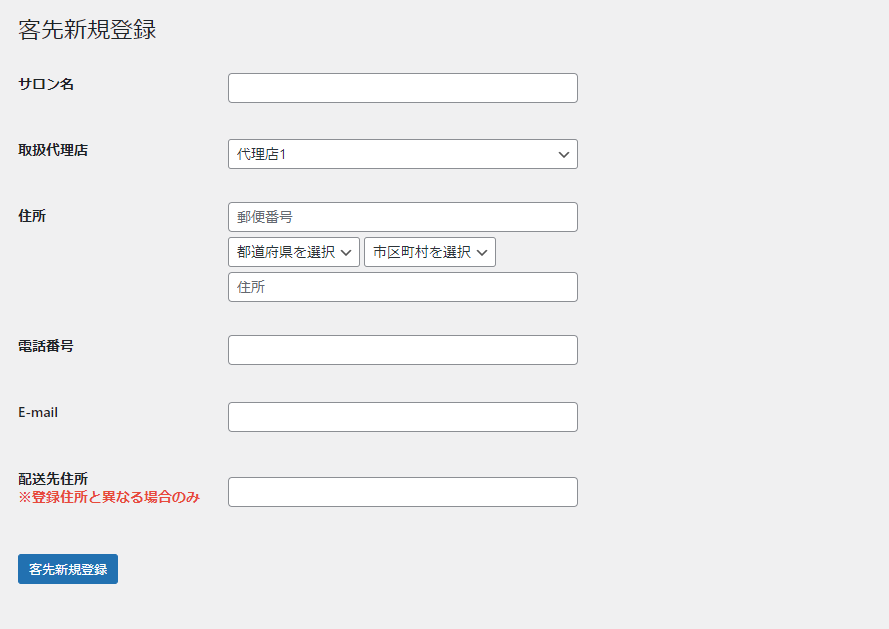 客先新規登録
サロン名
取扱代理店
代理店1
住所
郵便番号
都道府県を選択 市区町村を選択
住所
電話番号
E-mail
配送先住所
※登録住所と異なる場合のみ
客先新規登録